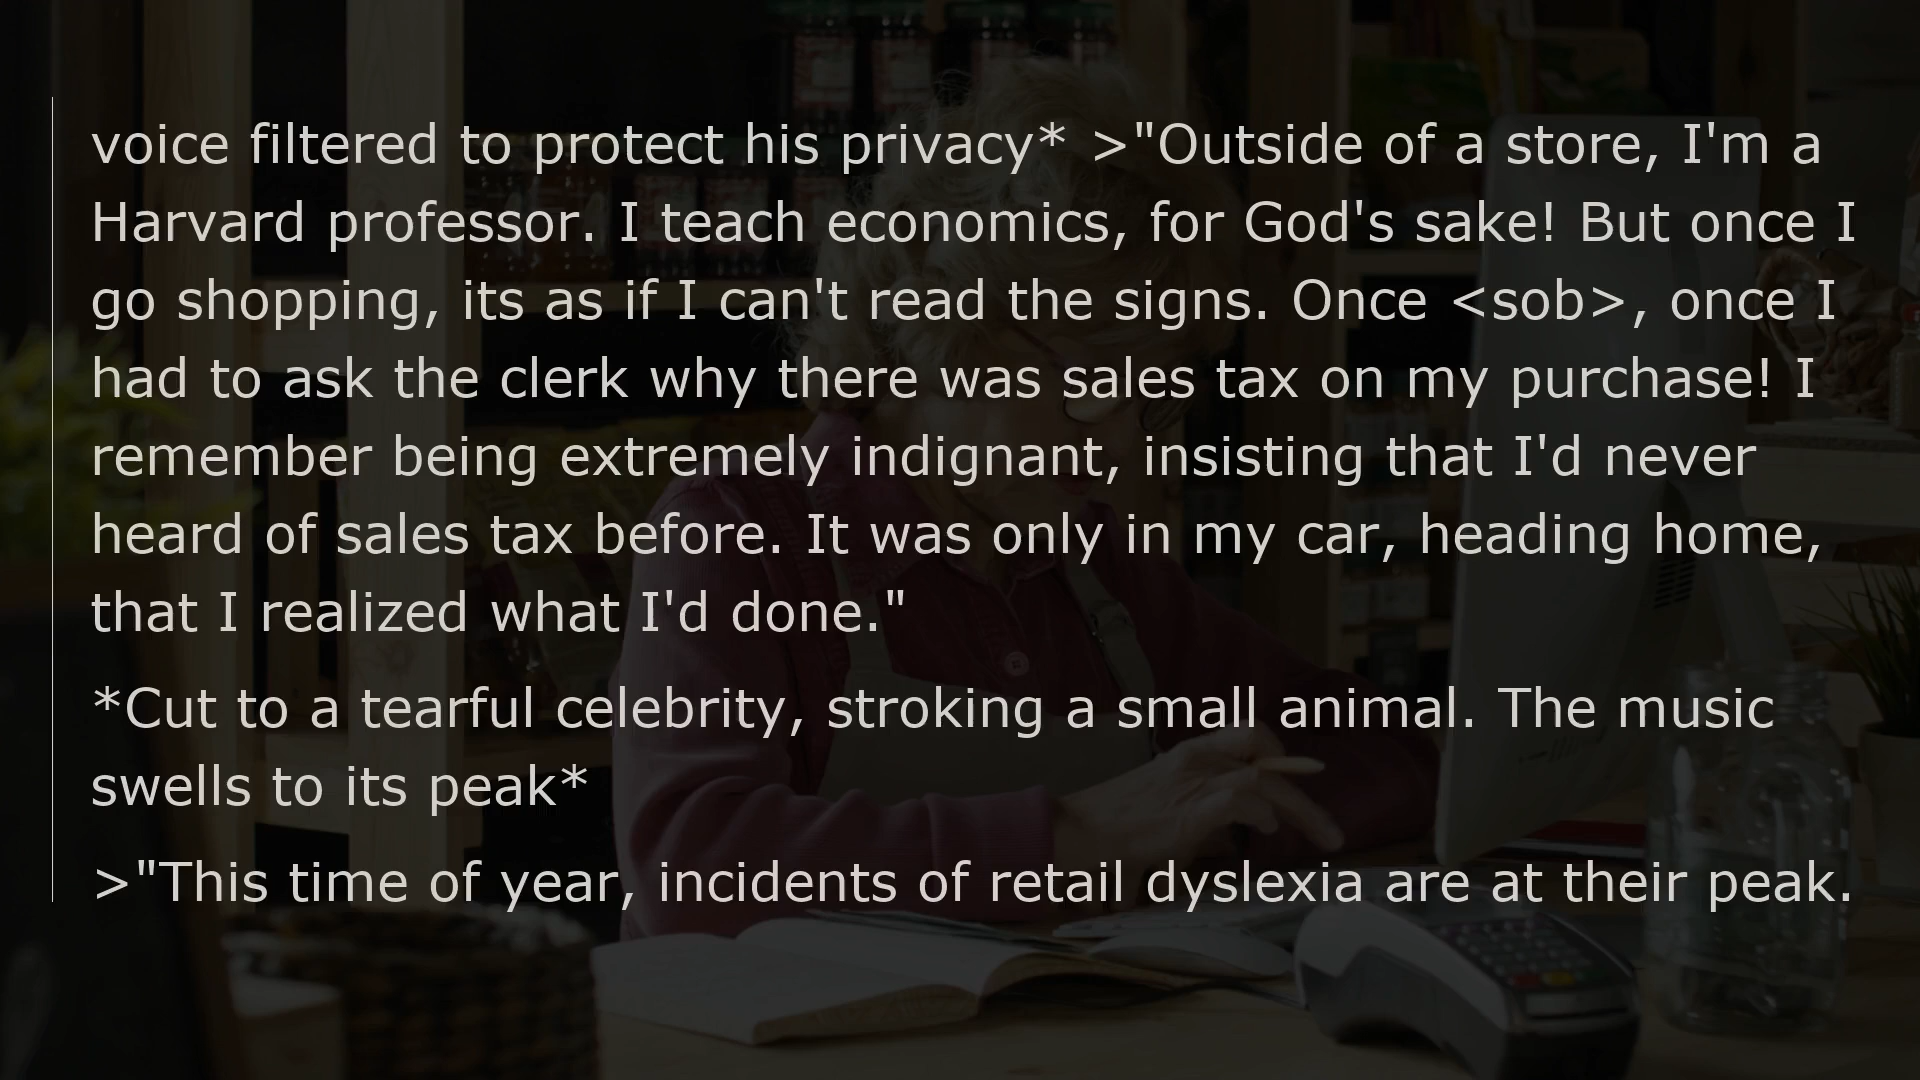 voice filtered to protect his privacy* >"Outside of a store, I'm a
Harvard professor. I teach economics, for God's sake! But once I
go shopping, its as if I can't read the signs. Once <sob>, once I
had to ask the clerk why there was sales tax on my purchase! I
remember being extremely indignant, insisting that I'd never
heard of sales tax before. It was only in my car, heading home,
that I realized what I'd done."
*Cut to a tearful celebrity, stroking a small animal. The music
swells to its peak*
>"This time of year, incidents of retail dyslexia are at their peak.